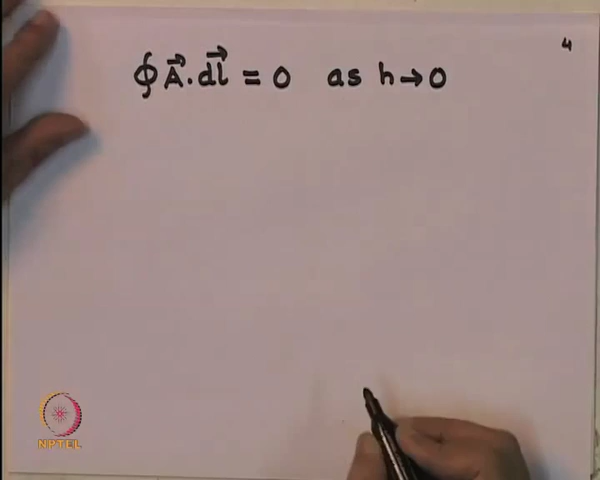 4
∮ A⃗ . dl⃗ = 0 as h → 0
NPTEL